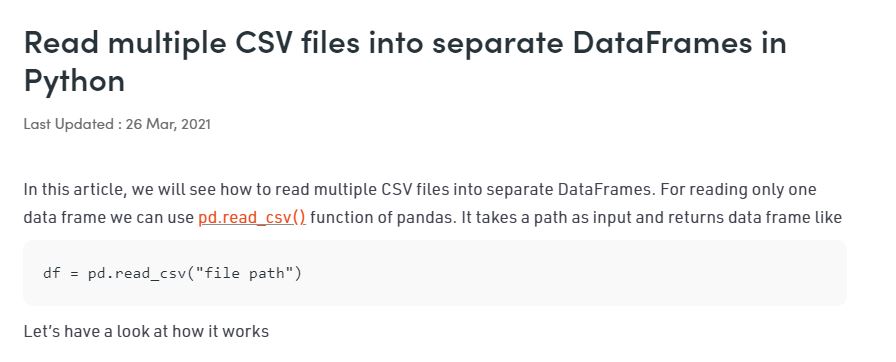 Read multiple CSV files into separate DataFrames in
Python
Last Updated : 26 Mar, 2021
In this article, we will see how to read multiple CSV files into separate DataFrames. For reading only one
data frame we can use pd.read_csv() function of pandas. It takes a path as input and returns data frame like
df = pd.read_csv("file path")
Let’s have a look at how it works